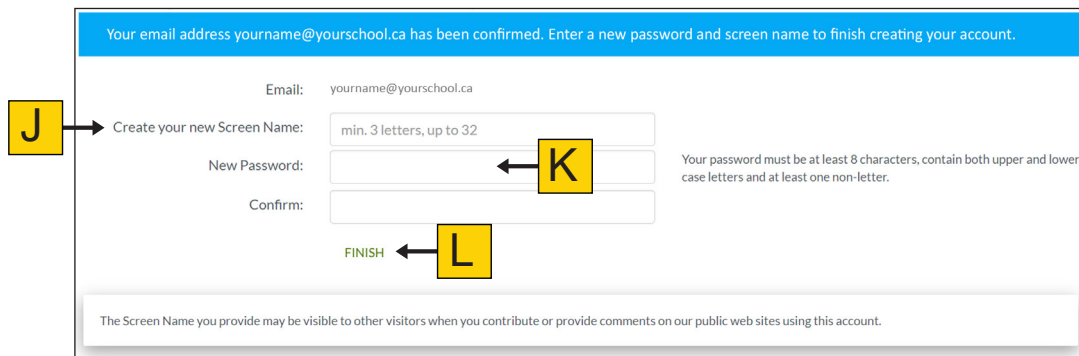 Your email address yourname@yourschool.ca has been confirmed. Enter a new password and screen name to finish creating your account.
Email: yourname@yourschool.ca
J Create your new Screen Name: min. 3 letters, up to 32
New Password: K Your password must be at least 8 characters, contain both upper and lower
case letters and at least one non-letter.
Confirm:
FINISH L
The Screen Name you provide may be visible to other visitors when you contribute or provide comments on our public web sites using this account.